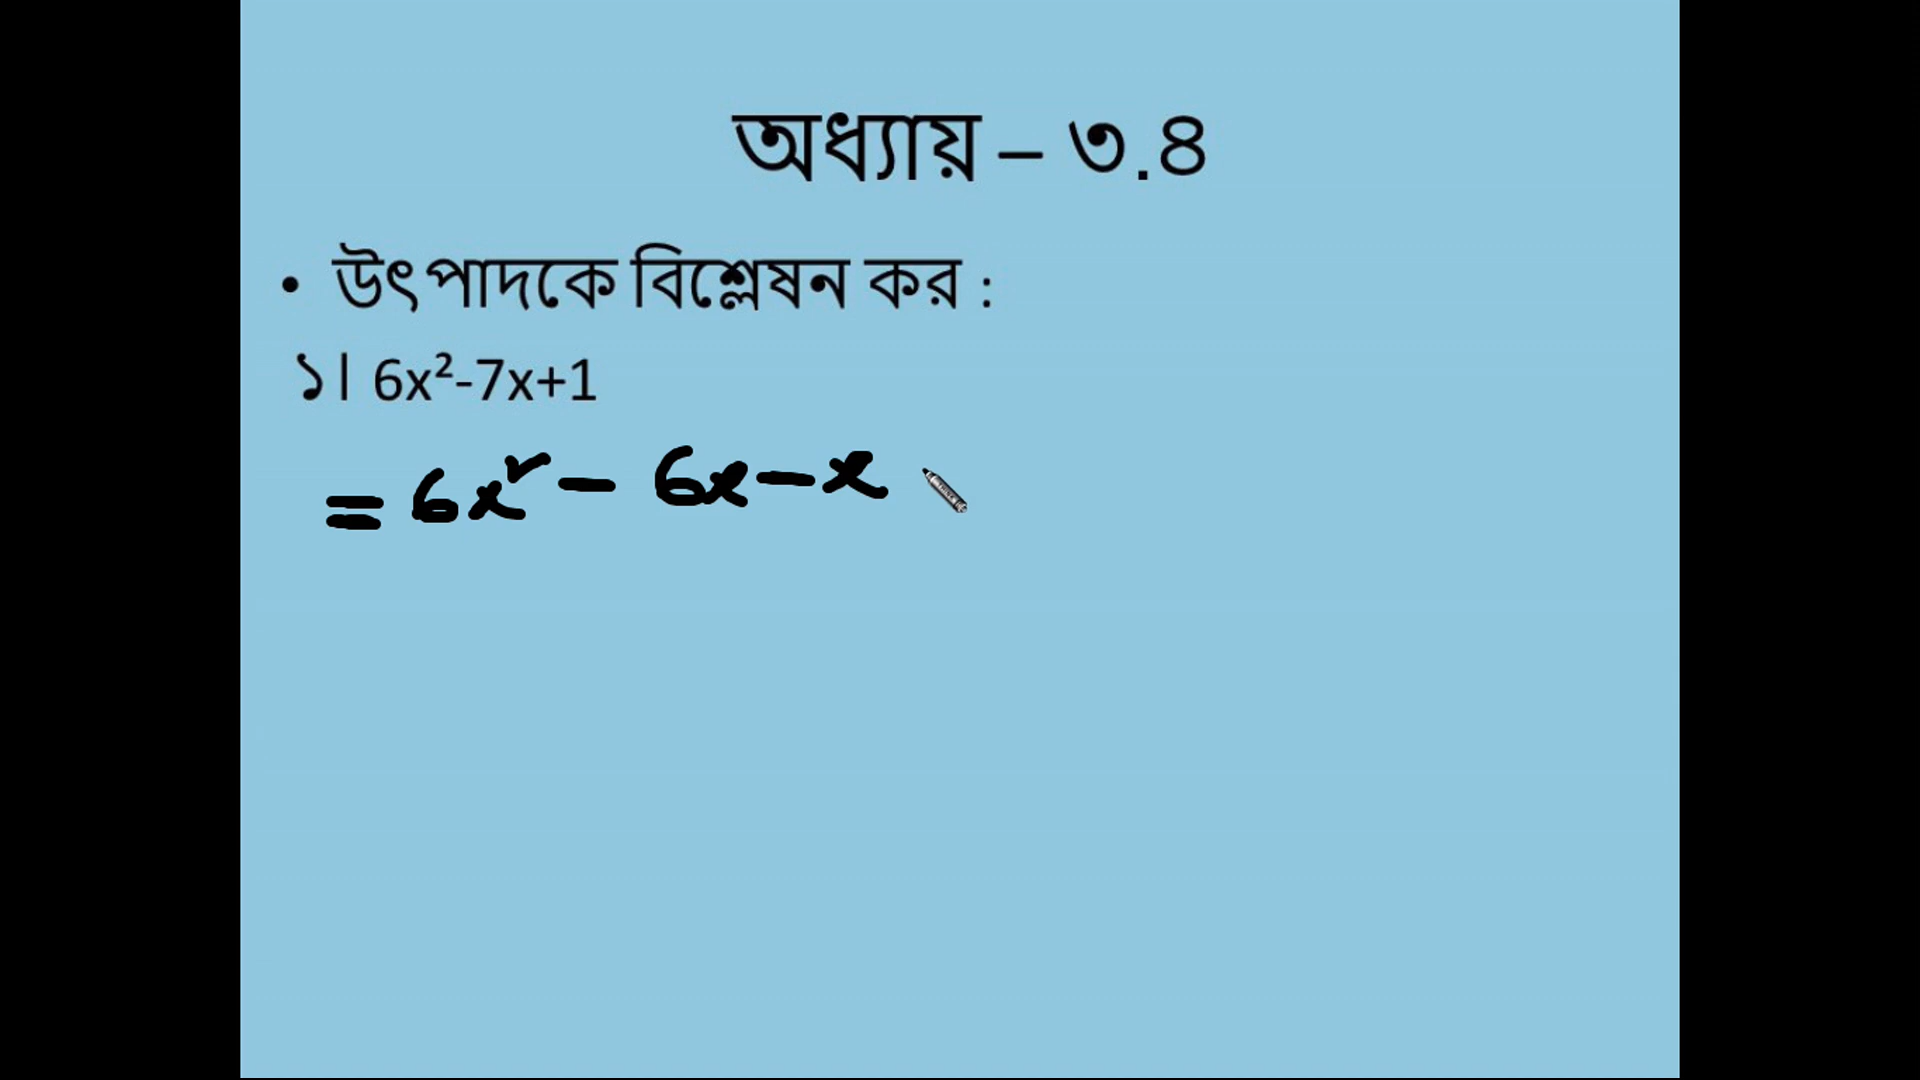 অধ্যায় – ৩.৪
• উৎপাদকে বিশ্লেষন কর :
১। 6x²-7x+1
= 6x² - 6x - x